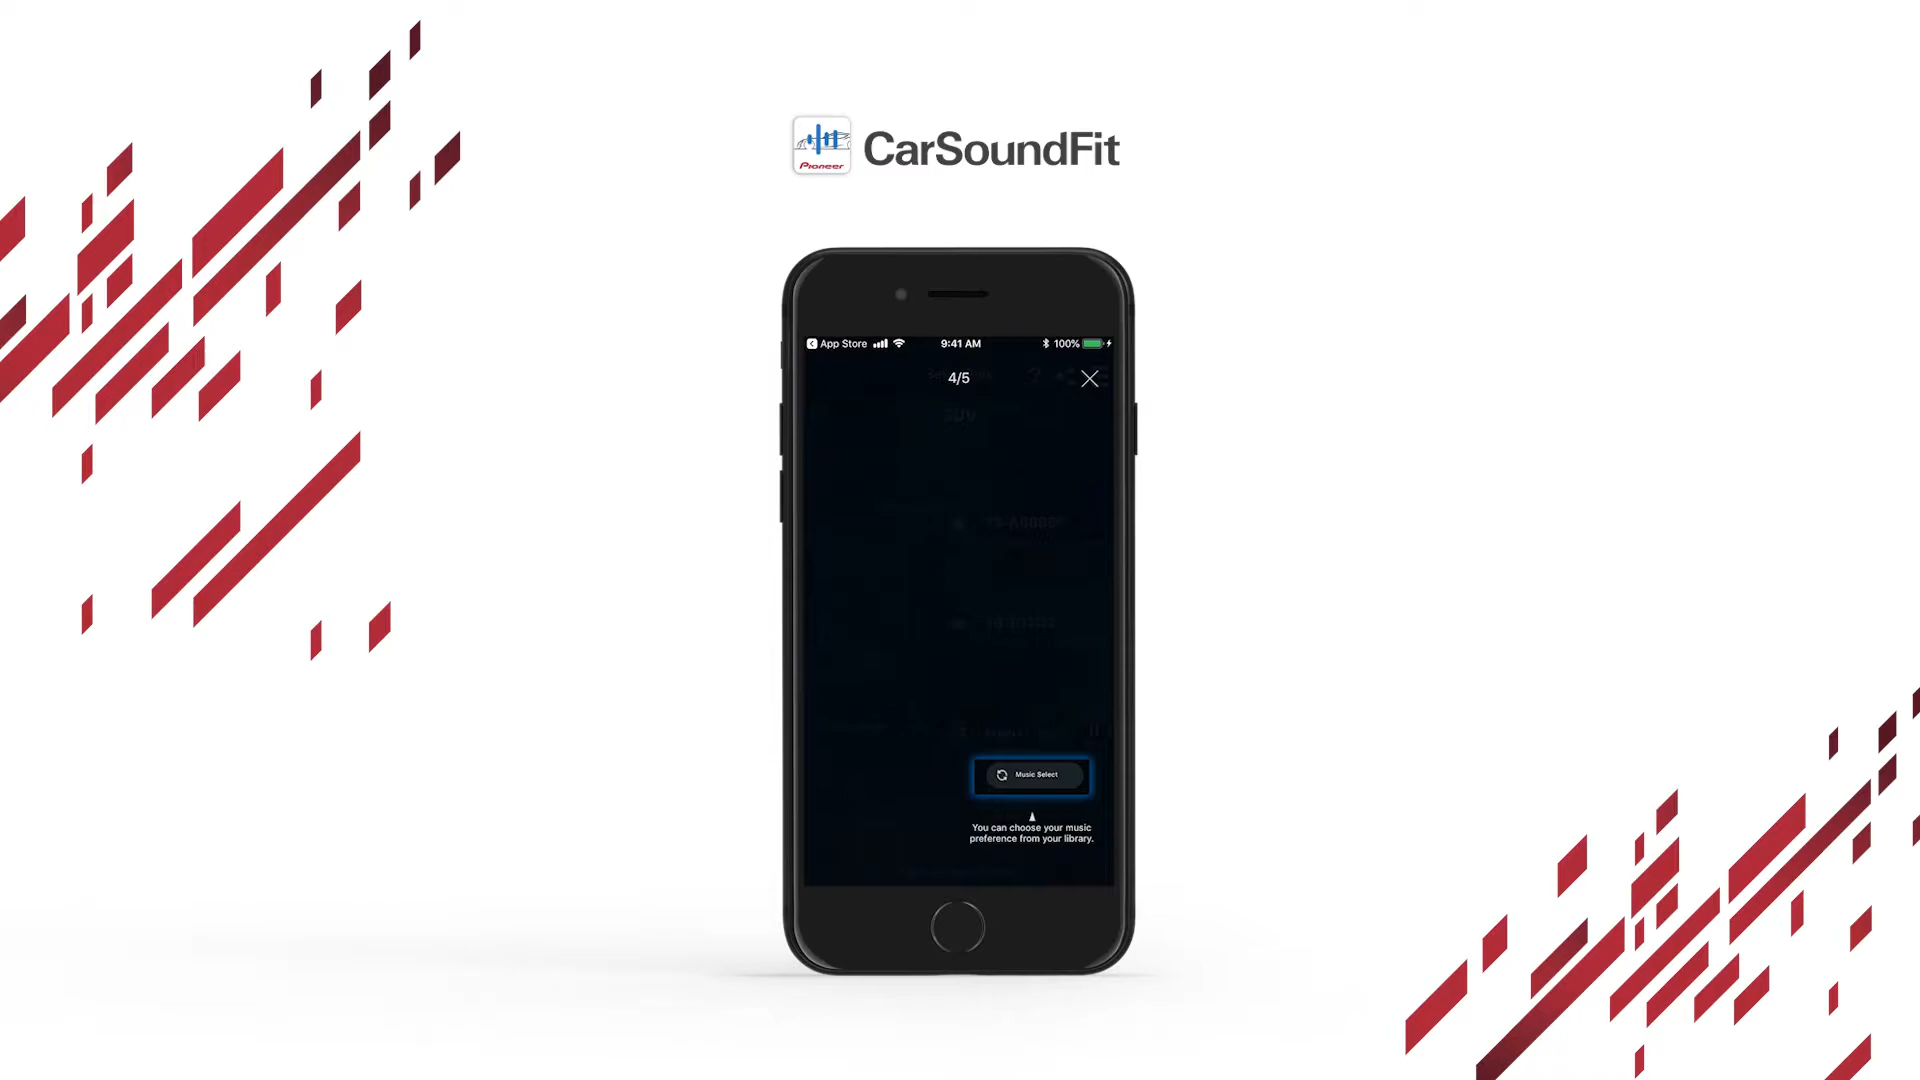 Pioneer
CarSoundFit
App Store
9:41 AM
100%
4/5
SUV
Music Select
You can choose your music
preference from your library.